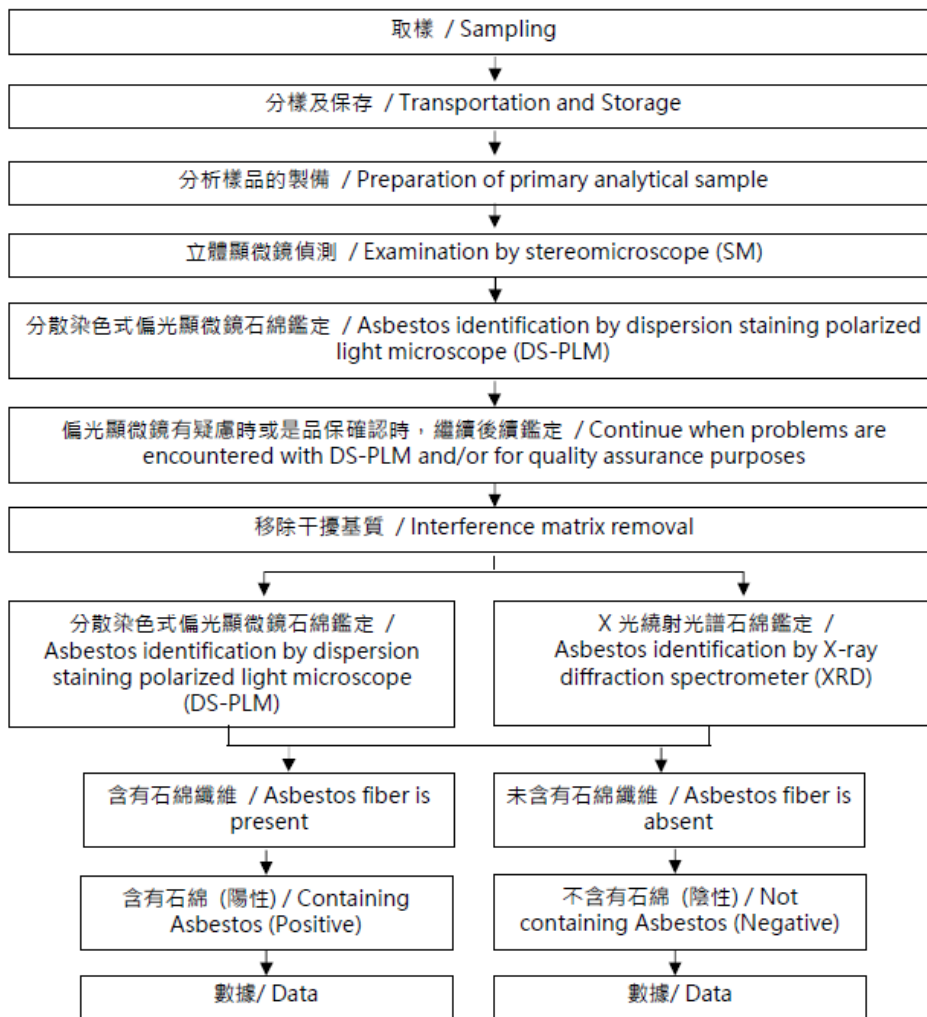 取樣 / Sampling
分樣及保存 / Transportation and Storage
分析樣品的製備 / Preparation of primary analytical sample
立體顯微鏡偵測 / Examination by stereomicroscope (SM)
分散染色式偏光顯微鏡石綿鑑定 / Asbestos identification by dispersion staining polarized
light microscope (DS-PLM)
偏光顯微鏡有疑慮時或是品保確認時，繼續後續鑑定 / Continue when problems are
encountered with DS-PLM and/or for quality assurance purposes
移除干擾基質 / Interference matrix removal
分散染色式偏光顯微鏡石綿鑑定 /
Asbestos identification by dispersion
staining polarized light microscope
(DS-PLM)
X 光繞射光譜石綿鑑定 /
Asbestos identification by X-ray
diffraction spectrometer (XRD)
含有石綿纖維 / Asbestos fiber is
present
未含有石綿纖維 / Asbestos fiber is
absent
含有石綿 (陽性) / Containing
Asbestos (Positive)
不含有石綿 (陰性) / Not
containing Asbestos (Negative)
數據/ Data
數據/ Data